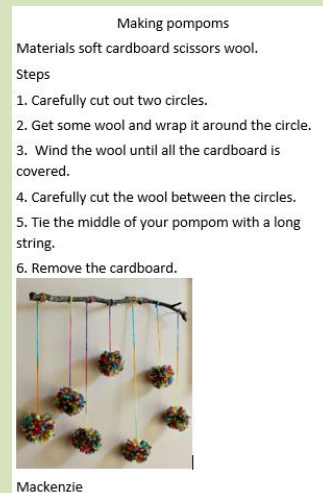 Making pompoms
Materials soft cardboard scissors wool.
Steps
1. Carefully cut out two circles.
2. Get some wool and wrap it around the circle.
3. Wind the wool until all the cardboard is
covered.
4. Carefully cut the wool between the circles.
5. Tie the middle of your pompom with a long
string.
6. Remove the cardboard.
Mackenzie